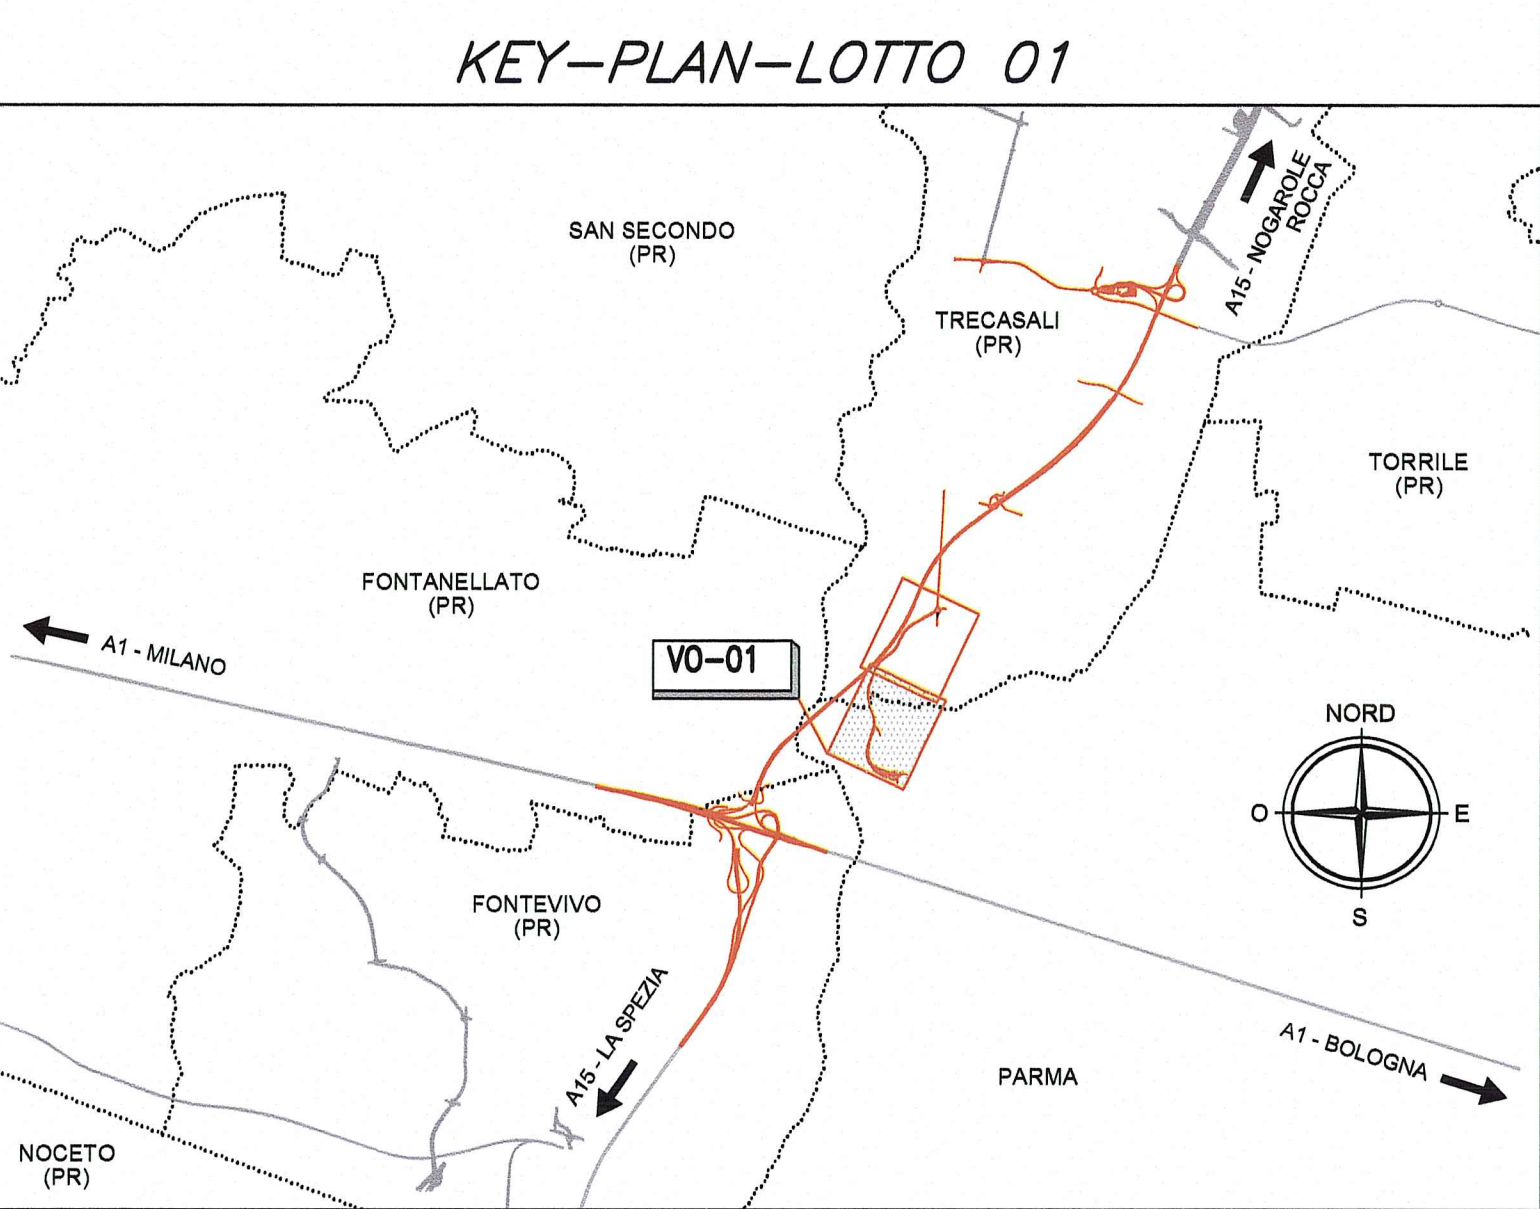 KEY-PLAN-LOTTO 01
A15 - NOGAROLE
ROCCA
SAN SECONDO
(PR)
TRECASALI
(PR)
TORRILE
(PR)
FONTANELLATO
(PR)
A1 - MILANO
VO-01
NORD
O
E
S
FONTEVIVO
(PR)
A15 - LA SPEZIA
A1 - BOLOGNA
PARMA
NOCETO
(PR)